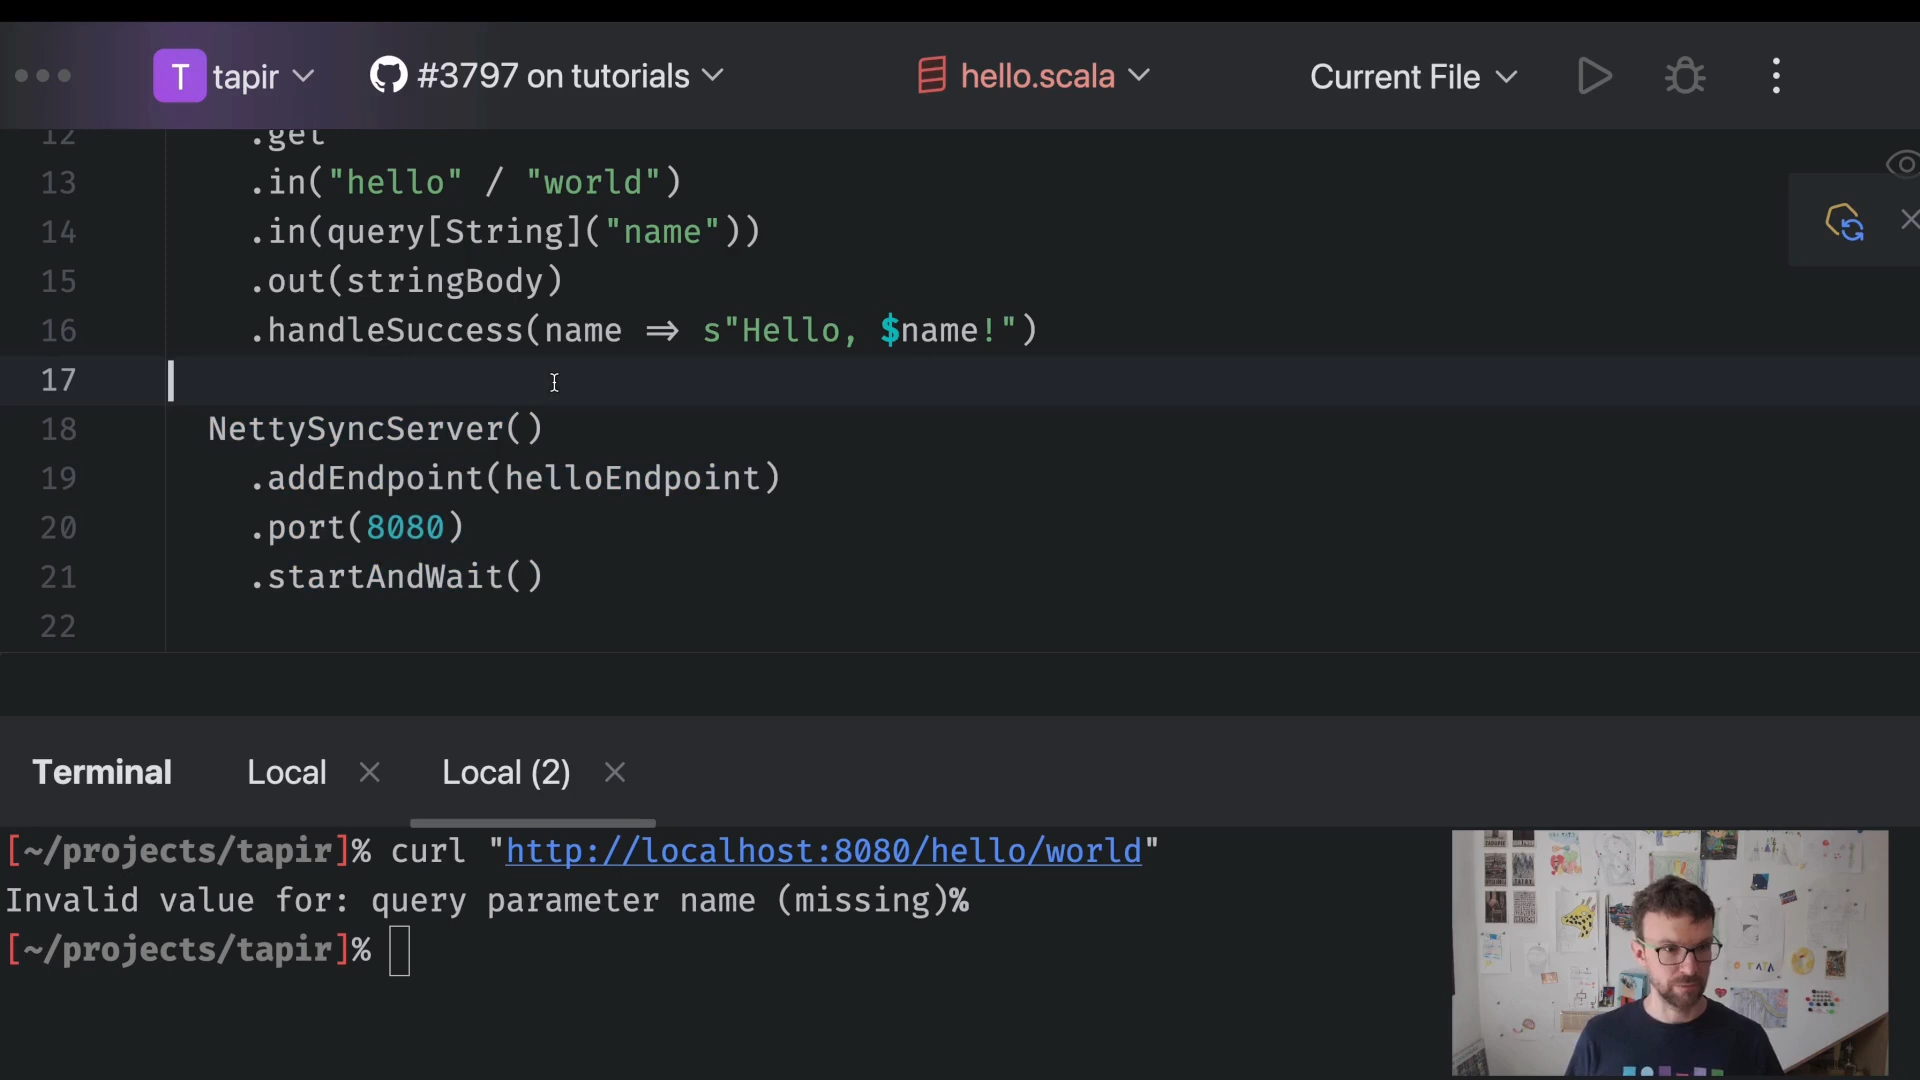 T tapir #3797 on tutorials hello.scala Current File
12 .get
13 .in("hello" / "world")
14 .in(query[String]("name"))
15 .out(stringBody)
16 .handleSuccess(name => s"Hello, $name!")
17
18 NettySyncServer()
19 .addEndpoint(helloEndpoint)
20 .port(8080)
21 .startAndWait()
22
Terminal Local Local (2)
[~/projects/tapir]% curl "http://localhost:8080/hello/world"
Invalid value for: query parameter name (missing)%
[~/projects/tapir]%